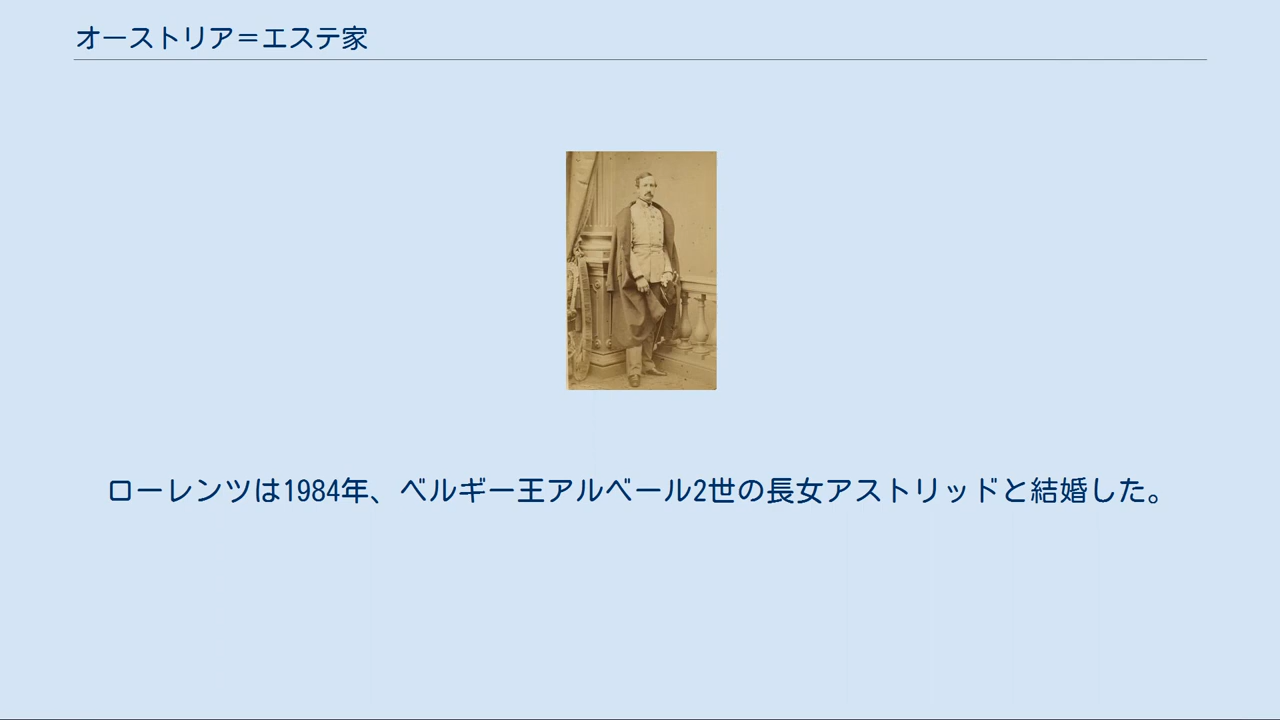 オーストリア＝エステ家
ローレンツは1984年、ベルギー王アルベール2世の長女アストリッドと結婚した。